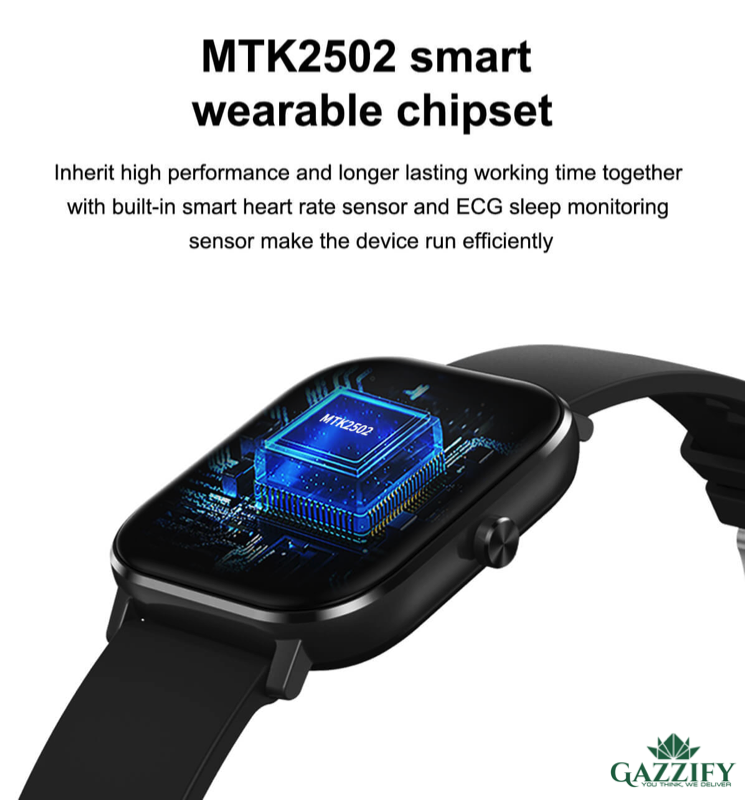 MTK2502 smart
wearable chipset
Inherit high performance and longer lasting working time together
with built-in smart heart rate sensor and ECG sleep monitoring
sensor make the device run efficiently
MTK2502
GAZZIFY
YOU THINK, WE DELIVER